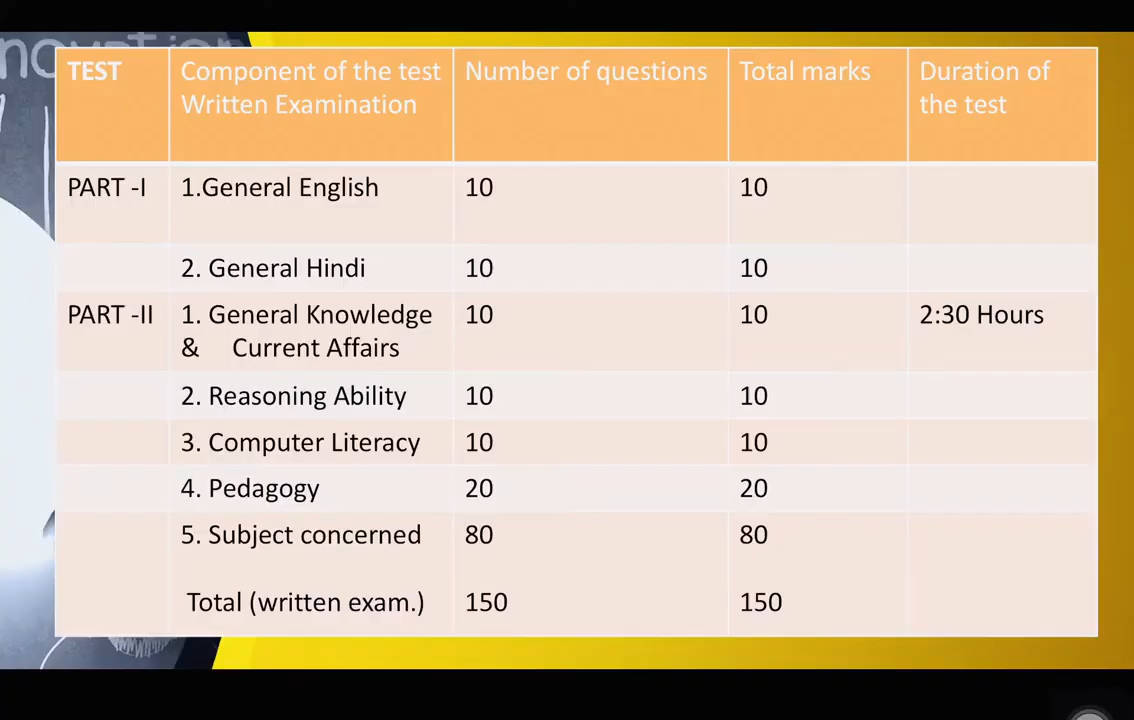 novation
TEST Component of the test Number of questions Total marks Duration of
Written Examination the test
PART -I 1.General English 10 10
2. General Hindi 10 10
PART -II 1. General Knowledge 10 10 2:30 Hours
& Current Affairs
2. Reasoning Ability 10 10
3. Computer Literacy 10 10
4. Pedagogy 20 20
5. Subject concerned 80 80
Total (written exam.) 150 150